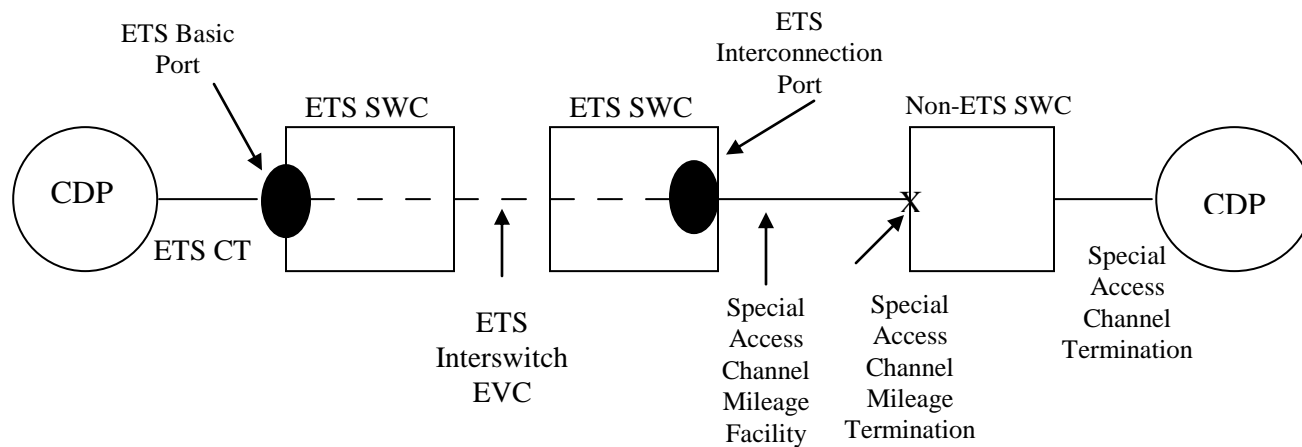 ETS Basic
Port
ETS
Interconnection
Port
ETS SWC
ETS SWC
Non-ETS SWC
CDP
X
CDP
ETS CT
ETS
Interswitch
EVC
Special
Access
Channel
Mileage
Facility
Special
Access
Channel
Mileage
Termination
Special
Access
Channel
Termination